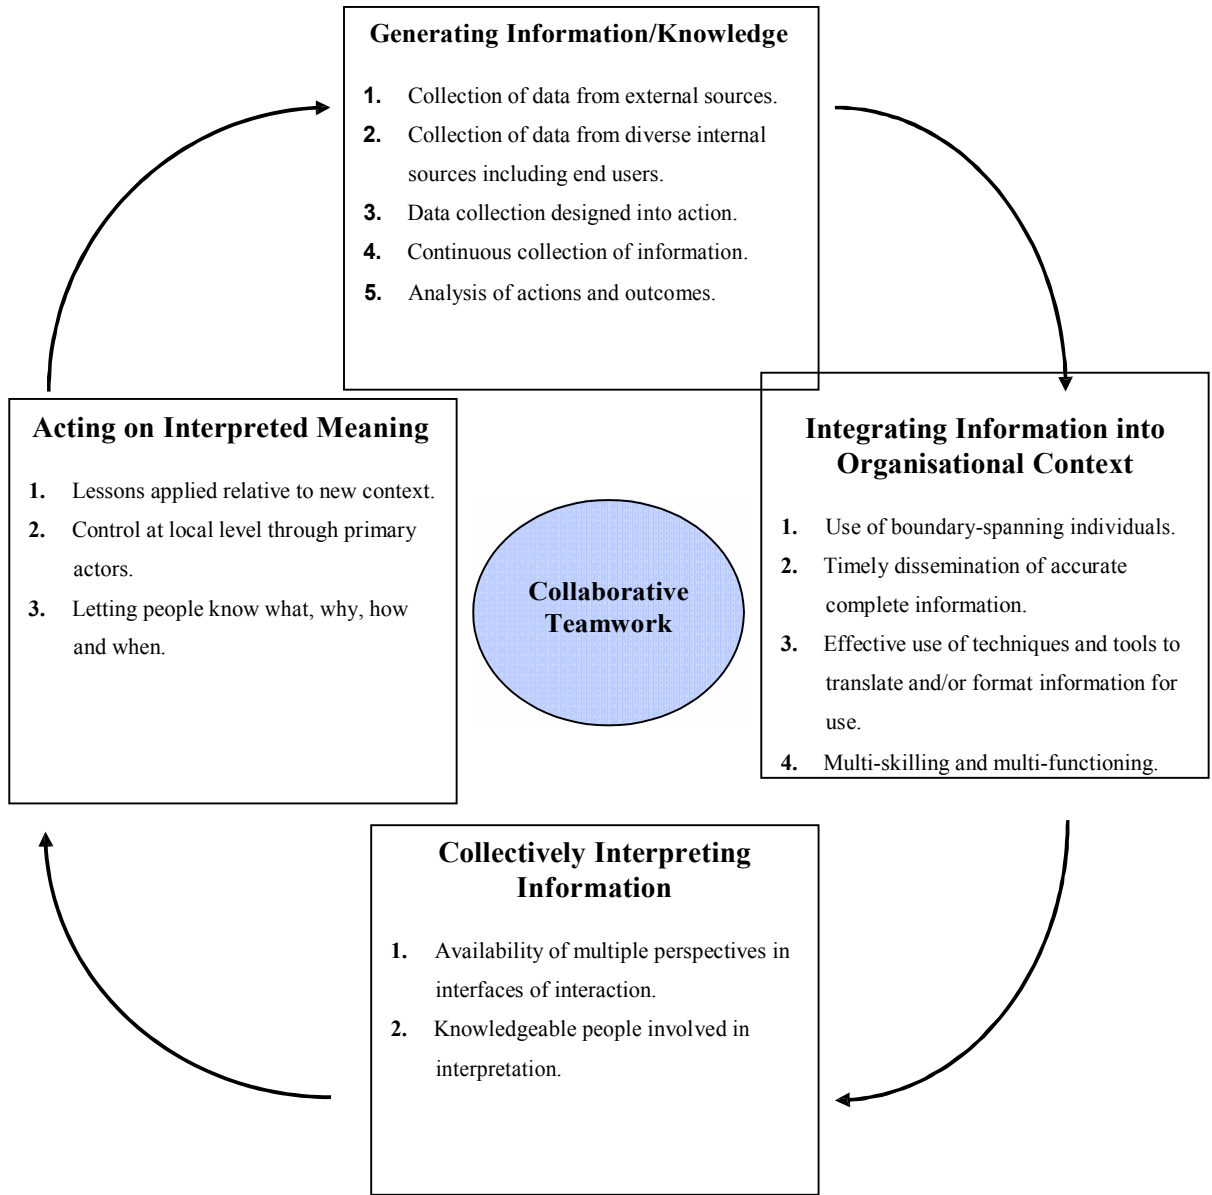 Generating Information/Knowledge
1. Collection of data from external sources.
2. Collection of data from diverse internal
sources including end users.
3. Data collection designed into action.
4. Continuous collection of information.
5. Analysis of actions and outcomes.
Integrating Information into
Organisational Context
1. Use of boundary-spanning individuals.
2. Timely dissemination of accurate
complete information.
3. Effective use of techniques and tools to
translate and/or format information for
use.
4. Multi-skilling and multi-functioning.
Collectively Interpreting
Information
1. Availability of multiple perspectives in
interfaces of interaction.
2. Knowledgeable people involved in
interpretation.
Acting on Interpreted Meaning
1. Lessons applied relative to new context.
2. Control at local level through primary
actors.
3. Letting people know what, why, how
and when.
Collaborative
Teamwork